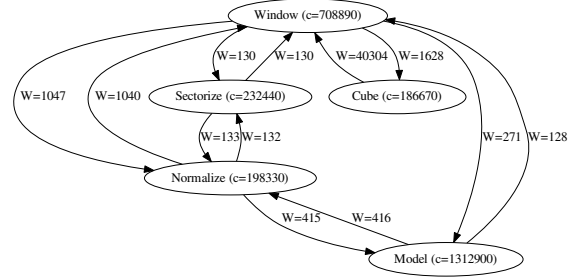 Window (c=708890)
W=130
W=130
W=40304
W=1628
W=1047
W=1040
Sectorize (c=232440)
Cube (c=186670)
W=133
W=132
W=271
W=128
Normalize (c=198330)
W=415
W=416
Model (c=1312900)